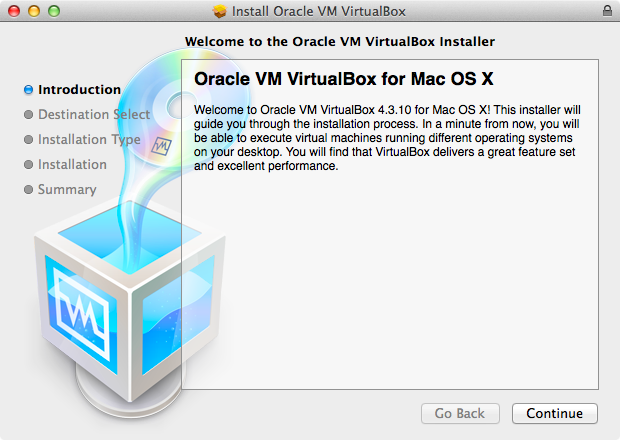 Install Oracle VM VirtualBox
Welcome to the Oracle VM VirtualBox Installer
Introduction
Destination Select
Installation Type
Installation
Summary
Oracle VM VirtualBox for Mac OS X
Welcome to Oracle VM VirtualBox 4.3.10 for Mac OS X! This installer will
guide you through the installation process. In a minute from now, you will
be able to execute virtual machines running different operating systems
on your desktop. You will find that VirtualBox delivers a great feature set
and excellent performance.
Go Back
Continue